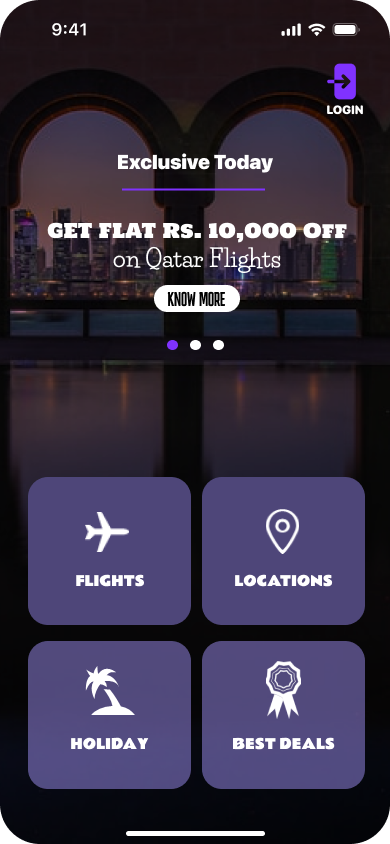 9:41
LOGIN
Exclusive Today
GET FLAT RS. 10,000 OFF
on Qatar Flights
KNOW MORE
FLIGHTS
LOCATIONS
HOLIDAY
BEST DEALS